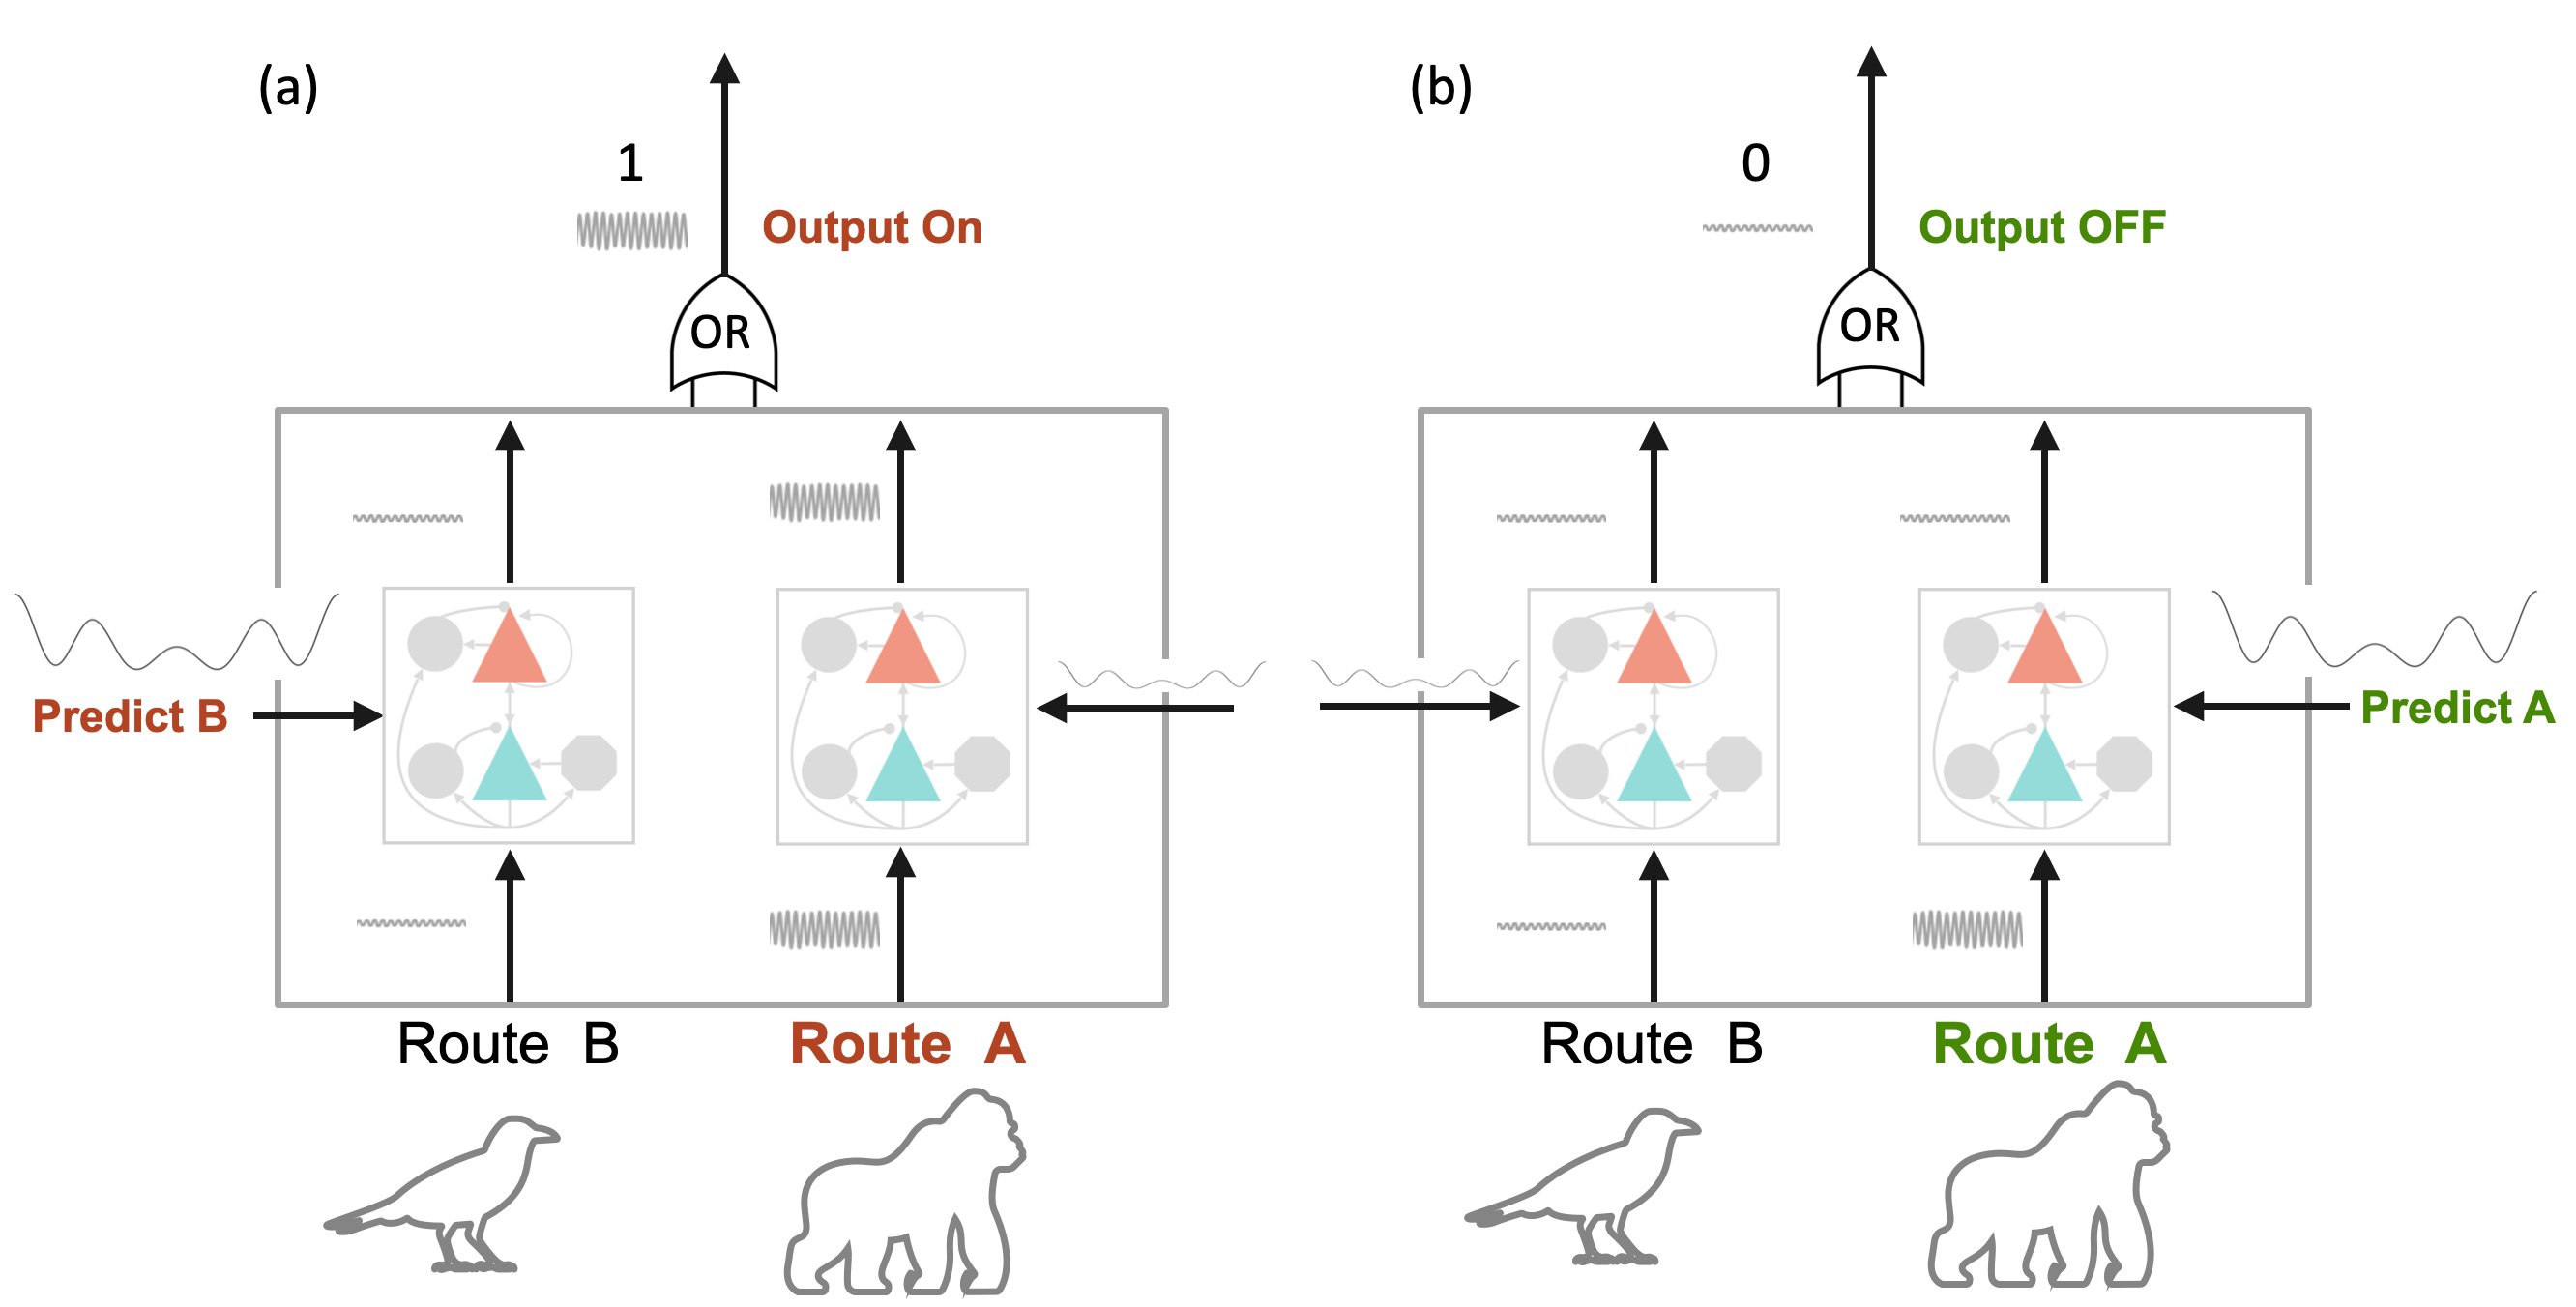 (a)
1
Output On
OR
Predict B
Route B
Route A
(b)
0
Output OFF
OR
Predict A
Route B
Route A